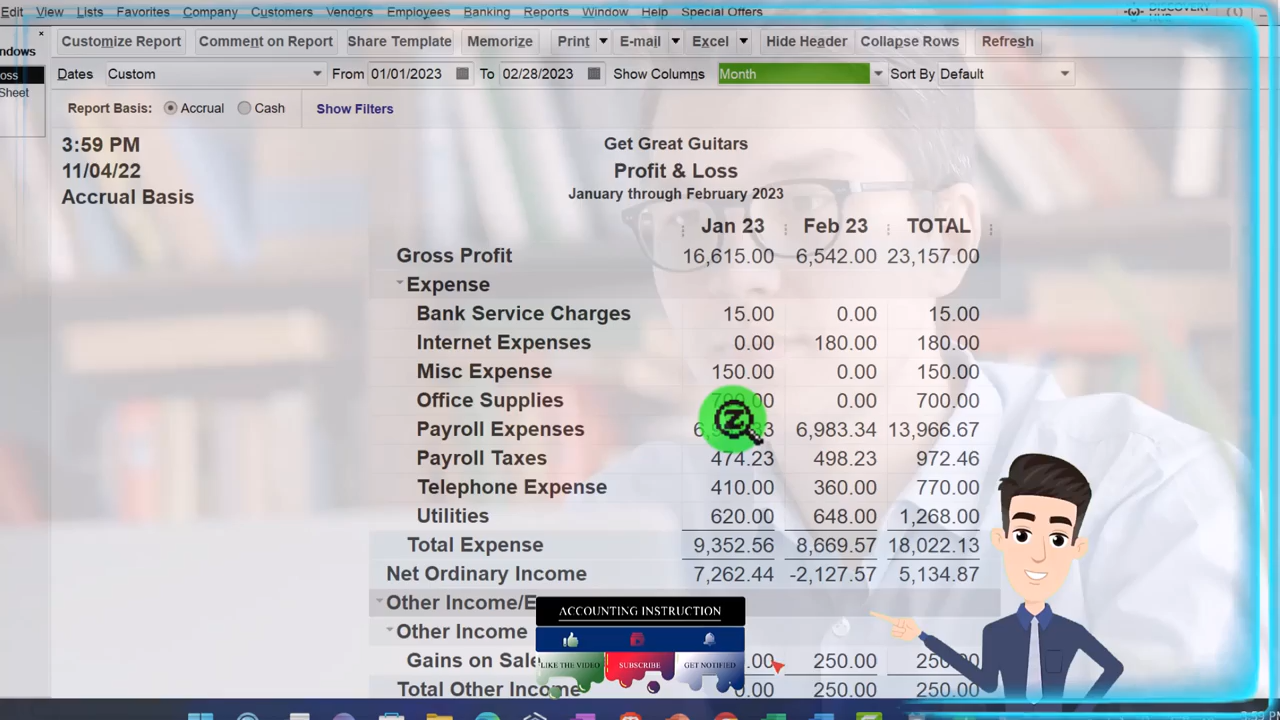 Edit View Lists Favorites Company Customers Vendors Employees Banking Reports Window Help Special Offers
Customize Report Comment on Report Share Template Memorize Print E-mail Excel Hide Header Collapse Rows Refresh
Dates Custom From 01/01/2023 To 02/28/2023 Show Columns Month Sort By Default
Report Basis: Accrual Cash Show Filters
3:59 PM
11/04/22
Accrual Basis
Get Great Guitars
Profit & Loss
January through February 2023
Jan 23 Feb 23 TOTAL
Gross Profit 16,615.00 6,542.00 23,157.00
Expense
Bank Service Charges 15.00 0.00 15.00
Internet Expenses 0.00 180.00 180.00
Misc Expense 150.00 0.00 150.00
Office Supplies 0.00 700.00
Payroll Expenses 6,983.34 13,966.67
Payroll Taxes 474.23 498.23 972.46
Telephone Expense 410.00 360.00 770.00
Utilities 620.00 648.00 1,268.00
Total Expense 9,352.56 8,669.57 18,022.13
Net Ordinary Income 7,262.44 -2,127.57 5,134.87
Other Income/E
Other Income
Gains on Sale 250.00
Total Other Income 0.00 250.00 250.00
ACCOUNTING INSTRUCTION
LIKE THE VIDEO SUBSCRIBE GET NOTIFIED